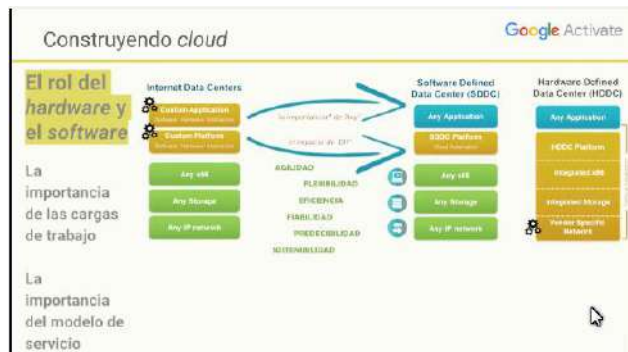 Construyendo cloud
Google Activate
El rol del
hardware y
el software
La
importancia
de las cargas
de trabajo
La
importancia
del modelo de
servicio
Internet Data Centers
Custom Application
Custom Platform
Any x86
Any Storage
Any IP network
AGILIDAD
FLEXIBILIDAD
EFICIENCIA
FIABILIDAD
PREDECIBILIDAD
SOSTENIBILIDAD
Software Defined
Data Center (SDDC)
Any Application
SDDC Platform
Any x86
Any Storage
Any IP network
Hardware Defined
Data Center (HDDC)
Any Application
HDDC Platform
Integrated x86
Integrated Storage
Vendor Specific
Network